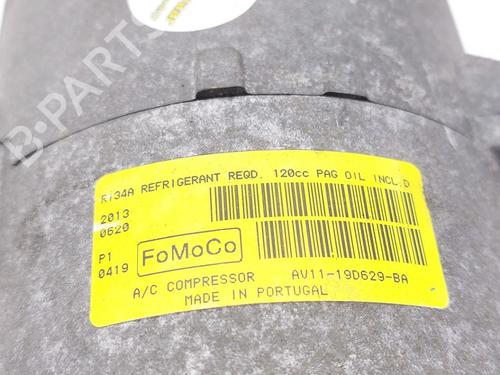 B-PARTS
R134A REFRIGERANT REQD. 120cc PAG OIL INCL.D
2013
0620
P1
0419
FoMoCo
A/C COMPRESSOR AV11-19D629-BA
MADE IN PORTUGAL